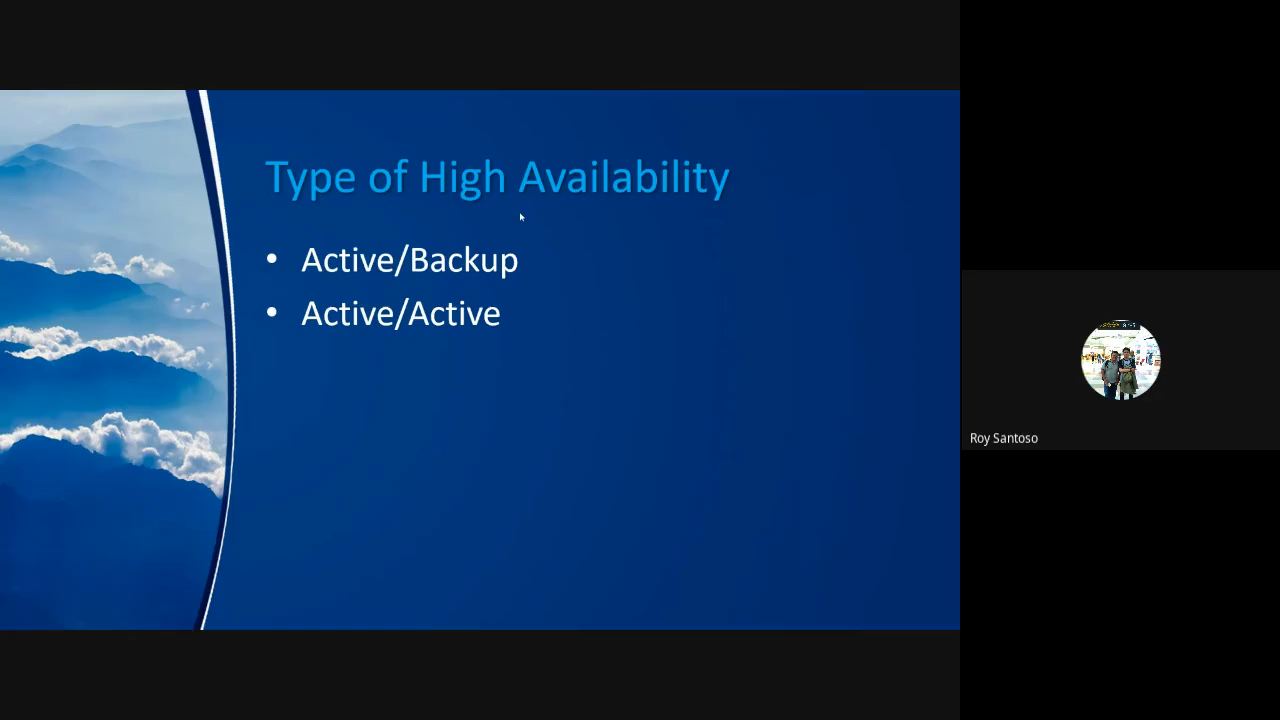 Type of High Availability
• Active/Backup
• Active/Active
Roy Santoso